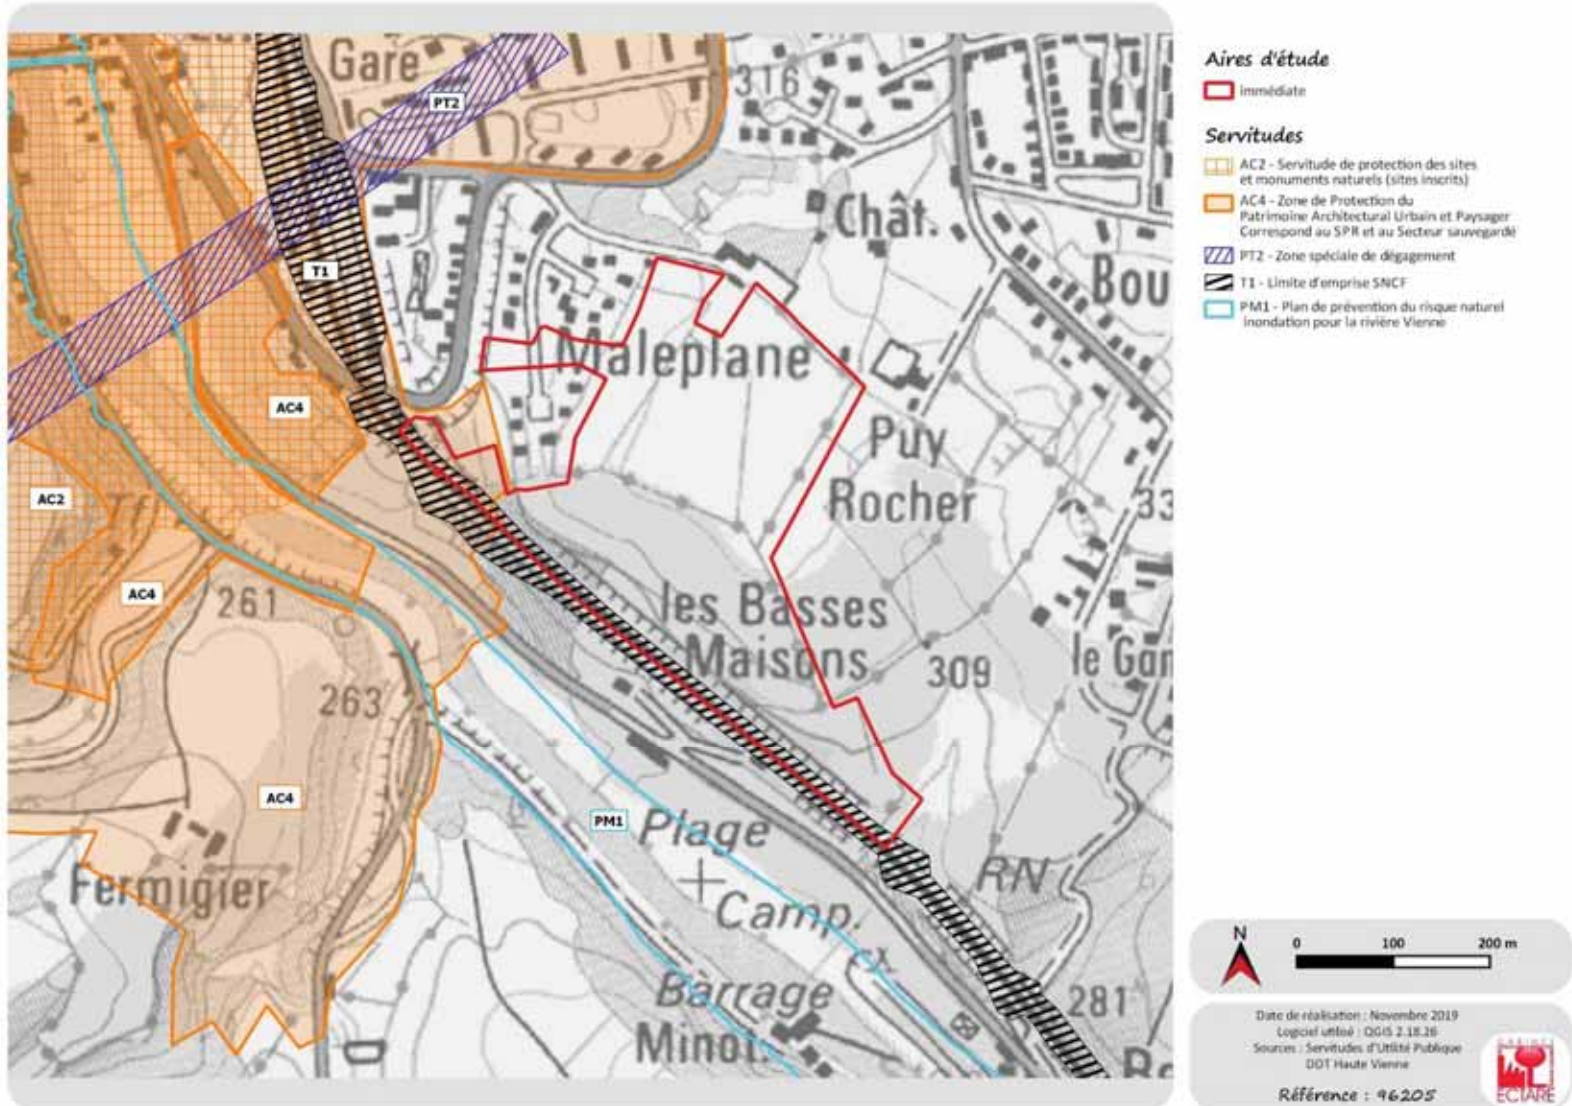 Gare
PT2
316
Chât.
Bou
T1
Maleplane
AC4
Puy
Rocher
33
AC2
AC4
261
les Basses
Maisons
309
le Gar
263
AC4
PM1
Plage
Camp.
RN
Fermigier
Barrage
Minot.
281
D
Aires d'étude
immédiate
Servitudes
AC2 - Servitude de protection des sites
et monuments naturels (sites inscrits)
AC4 - Zone de Protection du
Patrimoine Architectural Urbain et Paysager
Correspond au SPR et au Secteur sauvegardé
PT2 - Zone spéciale de dégagement
T1 - Limite d'emprise SNCF
PM1 - Plan de prévention du risque naturel
inondation pour la rivière Vienne
N
0 100 200 m
Date de réalisation : Novembre 2019
Logiciel utilisé : QGIS 2.18.26
Sources : Servitudes d'Utilité Publique
DDT Haute Vienne
Référence : 96205
CABINET
ECTARE